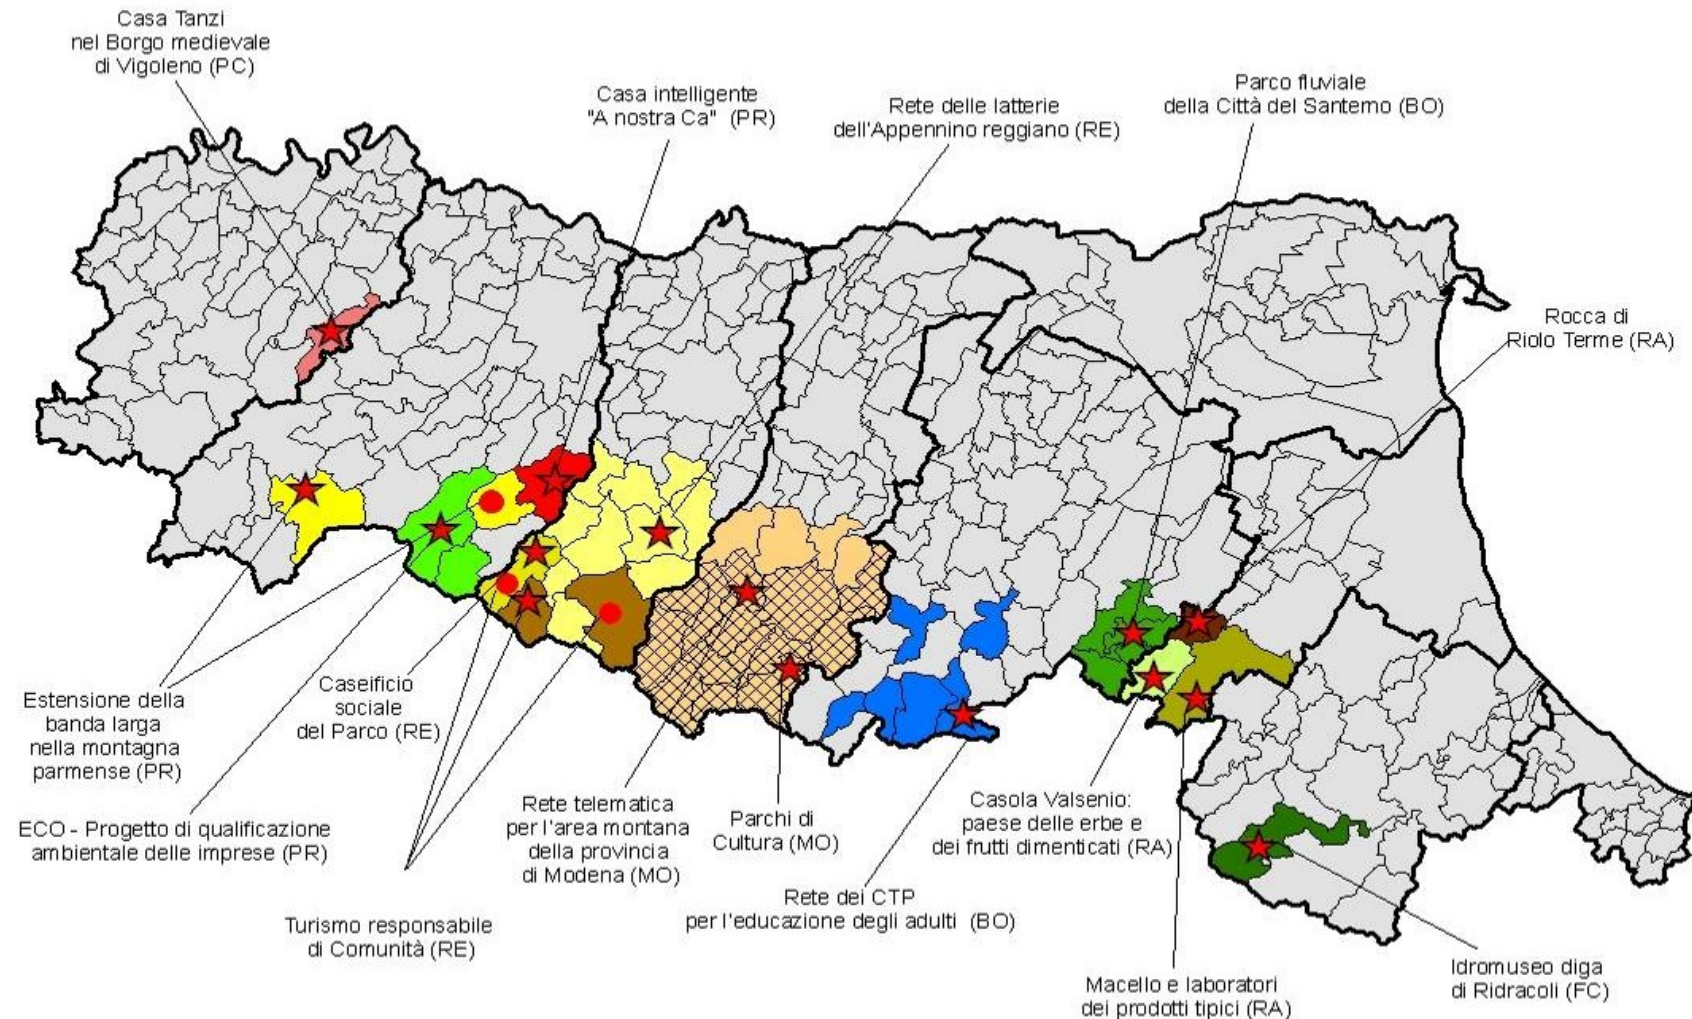 Casa Tanzi
nel Borgo medievale
di Vigoleno (PC)
Casa intelligente
"A nostra Ca" (PR)
Rete delle latterie
dell'Appennino reggiano (RE)
Parco fluviale
della Città del Santerno (BO)
Rocca di
Riolo Terme (RA)
Estensione della
banda larga
nella montagna
parmense (PR)
ECO - Progetto di qualificazione
ambientale delle imprese (PR)
Caseificio
sociale
del Parco (RE)
Turismo responsabile
di Comunità (RE)
Rete telematica
per l'area montana
della provincia
di Modena (MO)
Parchi di
Cultura (MO)
Rete dei CTP
per l'educazione degli adulti (BO)
Casola Valsenio:
paese delle erbe e
dei frutti dimenticati (RA)
Macello e laboratori
dei prodotti tipici (RA)
Idromuseo diga
di Ridracoli (FC)